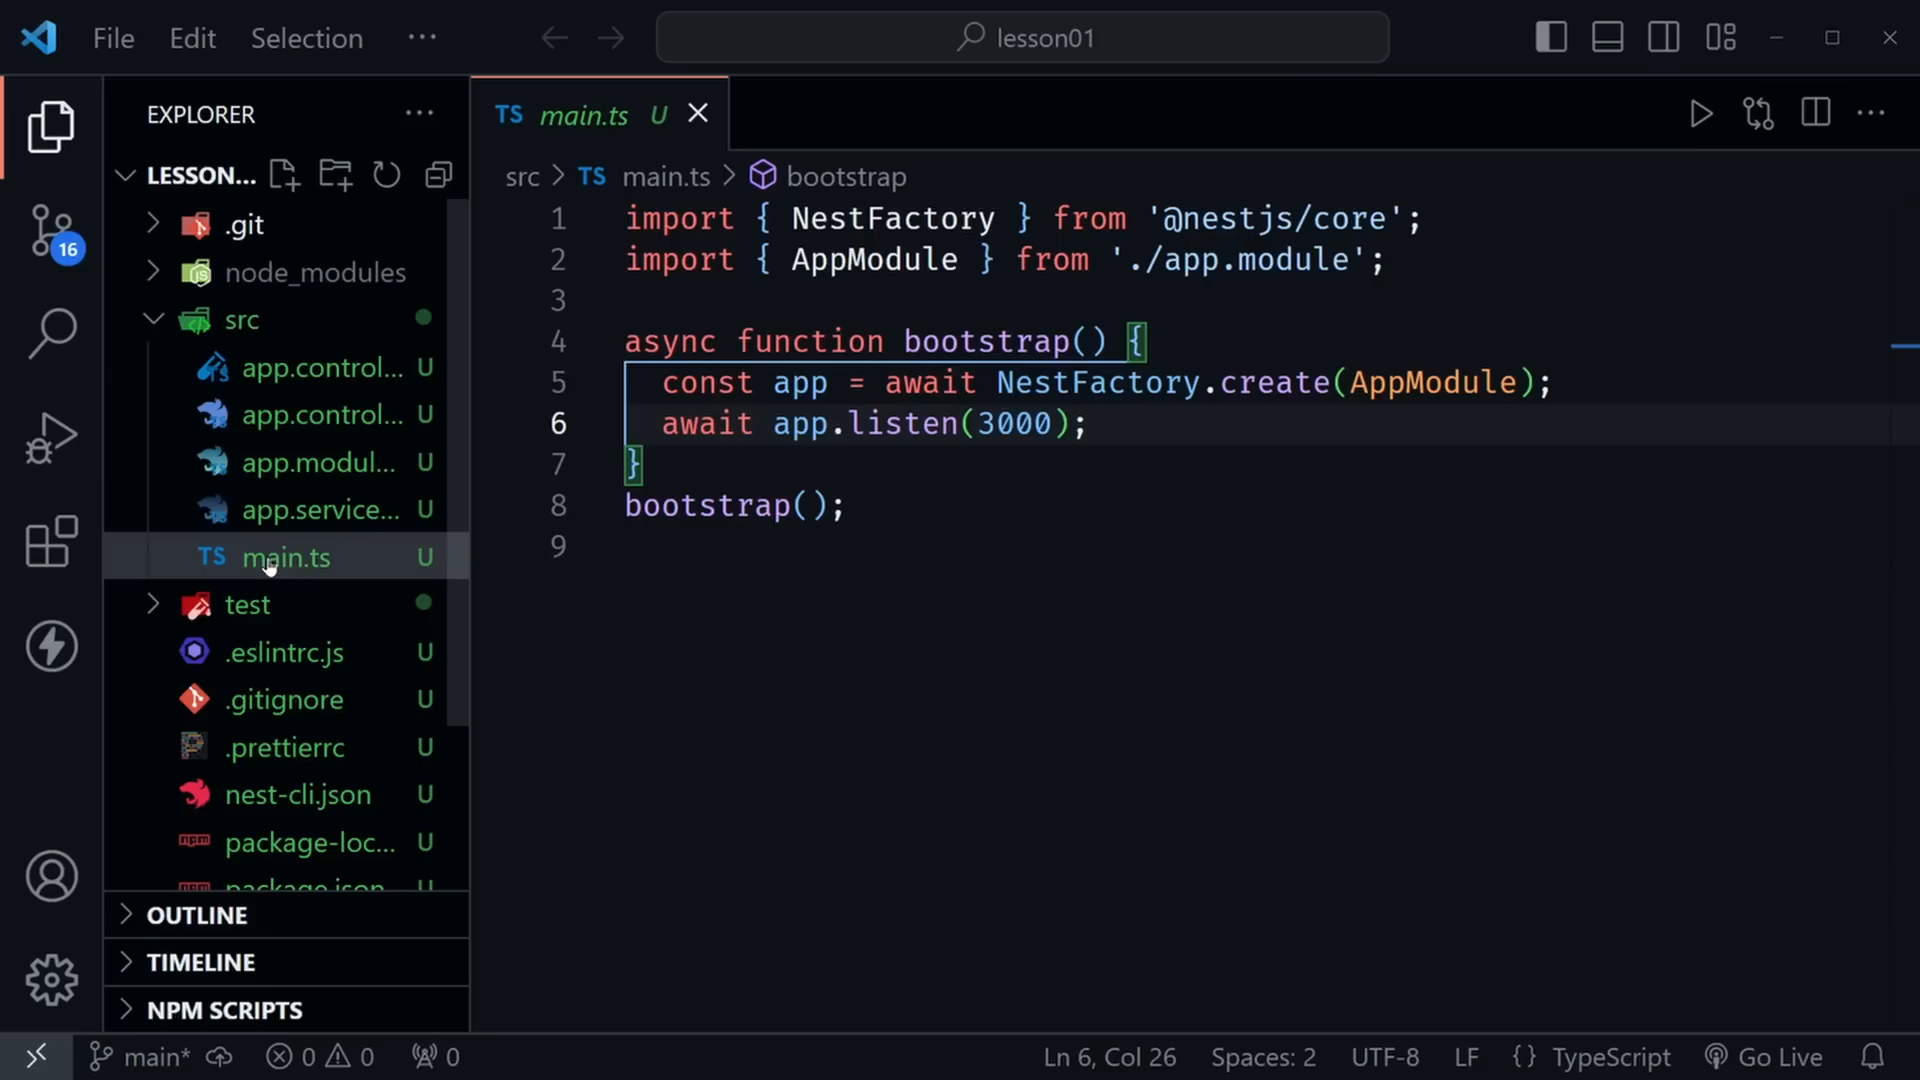 File Edit Selection ···
lesson01
EXPLORER ···
LESSON...
16
.git
node_modules
src
app.control... U
app.control... U
app.modul... U
app.service... U
TS main.ts U
test
.eslintrc.js U
.gitignore U
.prettierrc U
nest-cli.json U
package-loc... U
package.json U
OUTLINE
TIMELINE
NPM SCRIPTS
TS main.ts U
src > TS main.ts > bootstrap
1 import { NestFactory } from '@nestjs/core';
2 import { AppModule } from './app.module';
3
4 async function bootstrap() {
5 const app = await NestFactory.create(AppModule);
6 await app.listen(3000);
7 }
8 bootstrap();
9
main* 0 0 0 Ln 6, Col 26 Spaces: 2 UTF-8 LF {} TypeScript Go Live